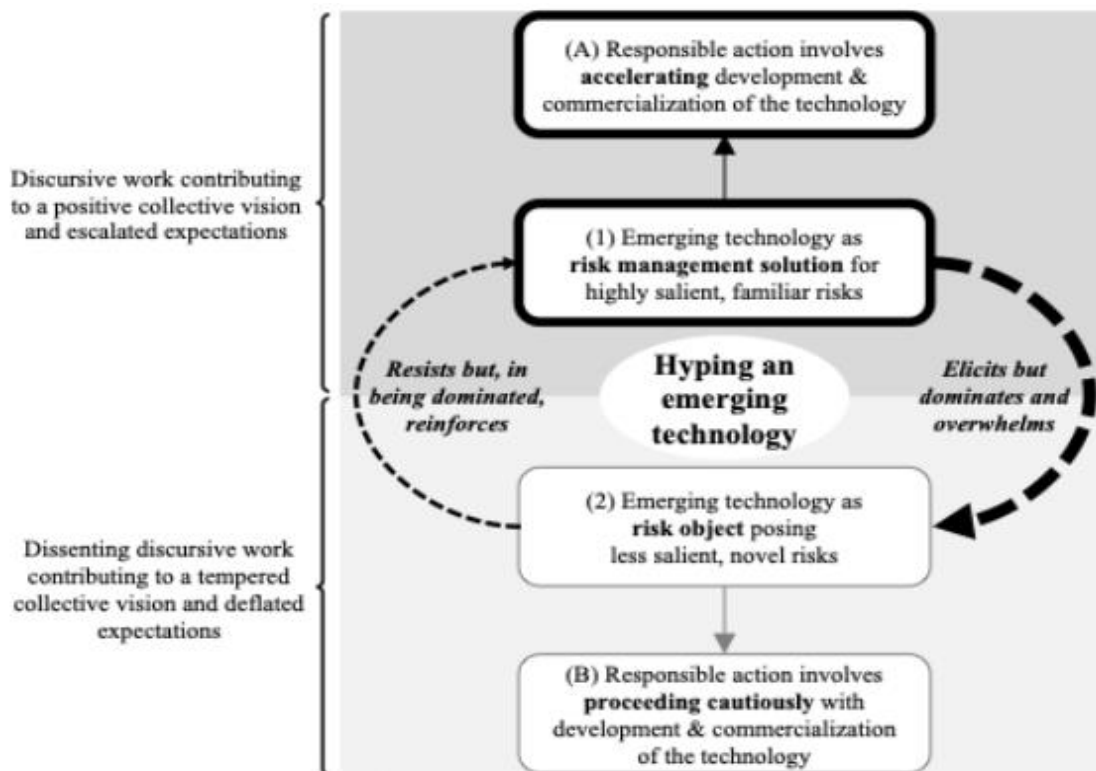 (A) Responsible action involves
accelerating development &
commercialization of the technology
Discursive work contributing
to a positive collective vision
and escalated expectations
(1) Emerging technology as
risk management solution for
highly salient, familiar risks
Resists but, in
being dominated,
reinforces
Hyping an
emerging
technology
Elicits but
dominates and
overwhelms
(2) Emerging technology as
risk object posing
less salient, novel risks
Dissenting discursive work
contributing to a tempered
collective vision and deflated
expectations
(B) Responsible action involves
proceeding cautiously with
development & commercialization
of the technology